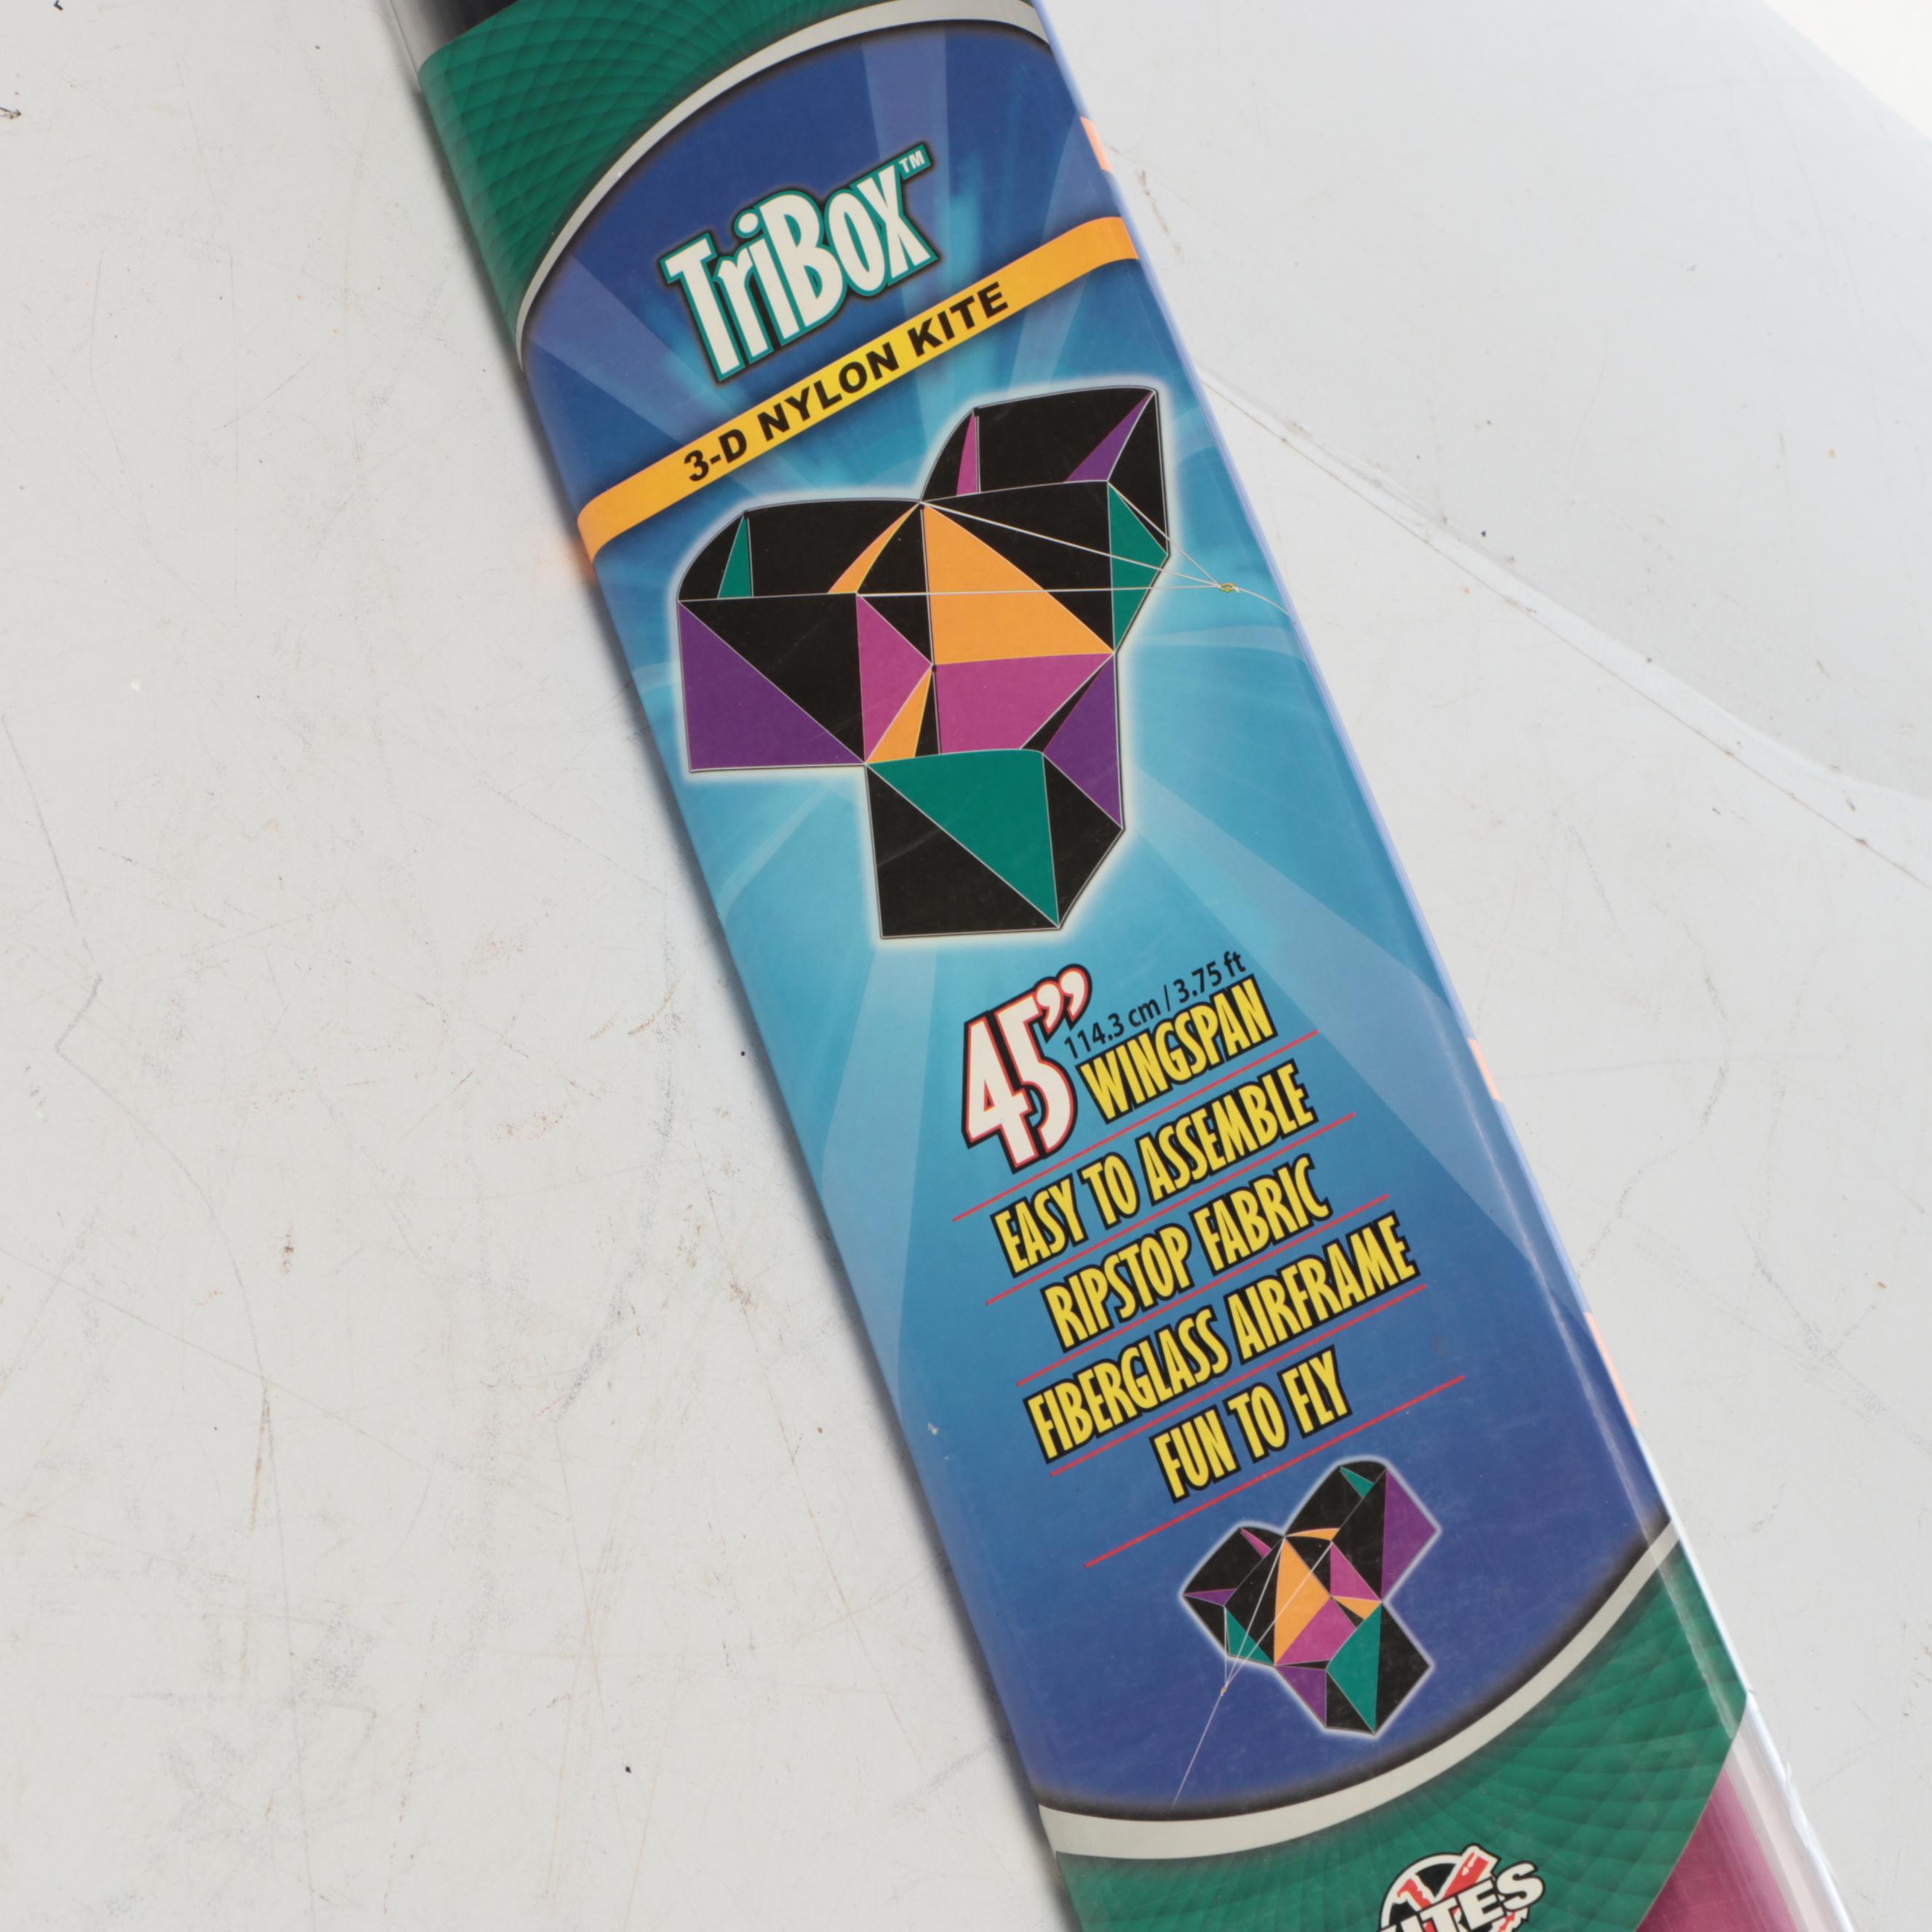 TriBox™
3-D NYLON KITE
45”
114.3 cm / 3.75 ft
WINGSPAN
EASY TO ASSEMBLE
RIPSTOP FABRIC
FIBERGLASS AIRFRAME
FUN TO FLY